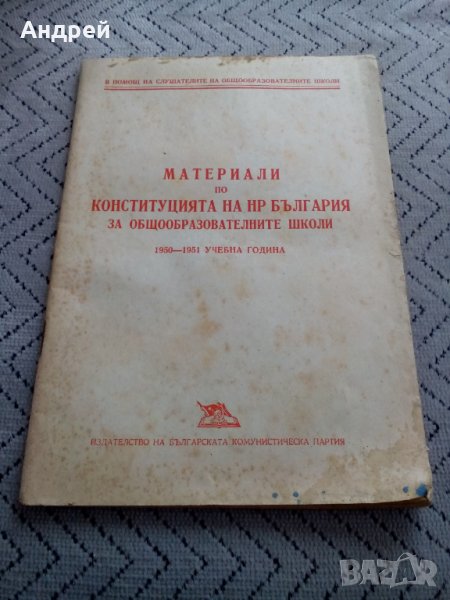 Андрей
В ПОМОЩ НА СЛУШАТЕЛИТЕ НА ОБЩООБРАЗОВАТЕЛНИТЕ ШКОЛИ
МАТЕРИАЛИ
ПО
КОНСТИТУЦИЯТА НА НР БЪЛГАРИЯ
ЗА ОБЩООБРАЗОВАТЕЛНИТЕ ШКОЛИ
1950—1951 УЧЕБНА ГОДИНА
ИЗДАТЕЛСТВО НА БЪЛГАРСКАТА КОМУНИСТИЧЕСКА ПАРТИЯ
BAZAR